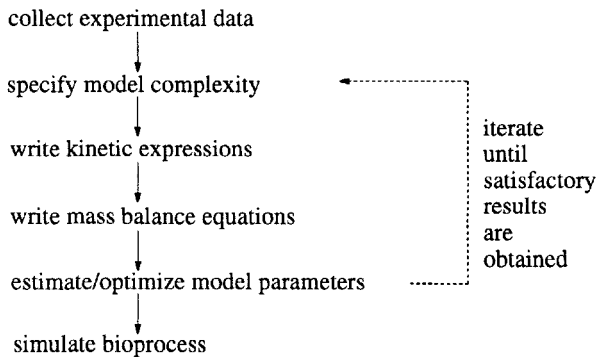 collect experimental data
specify model complexity
write kinetic expressions
write mass balance equations
estimate/optimize model parameters
simulate bioprocess
iterate
until
satisfactory
results
are
obtained